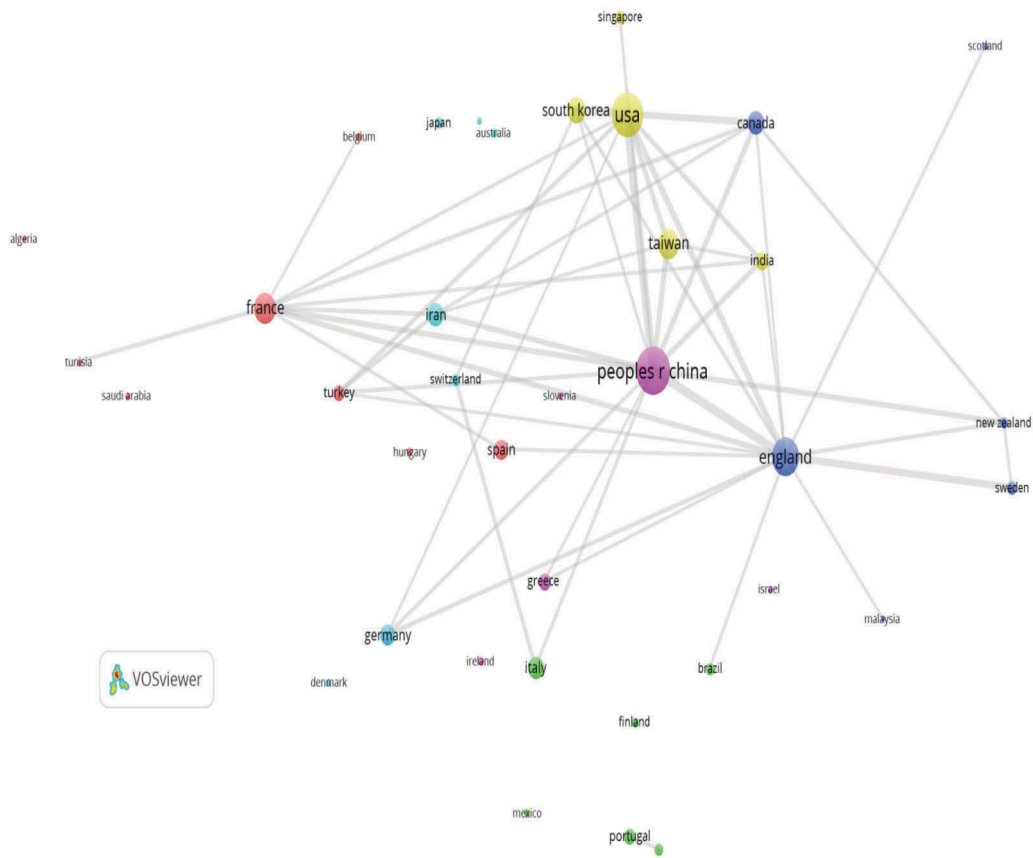 singapore
scotland
south korea
usa
canada
japan
australia
belgium
algeria
taiwan
india
france
iran
tunisia
switzerland
peoples r china
turkey
saudi arabia
slovenia
new zealand
hungary
spain
england
sweden
greece
israel
malaysia
germany
ireland
italy
brazil
denmark
VOSviewer
finland
mexico
portugal